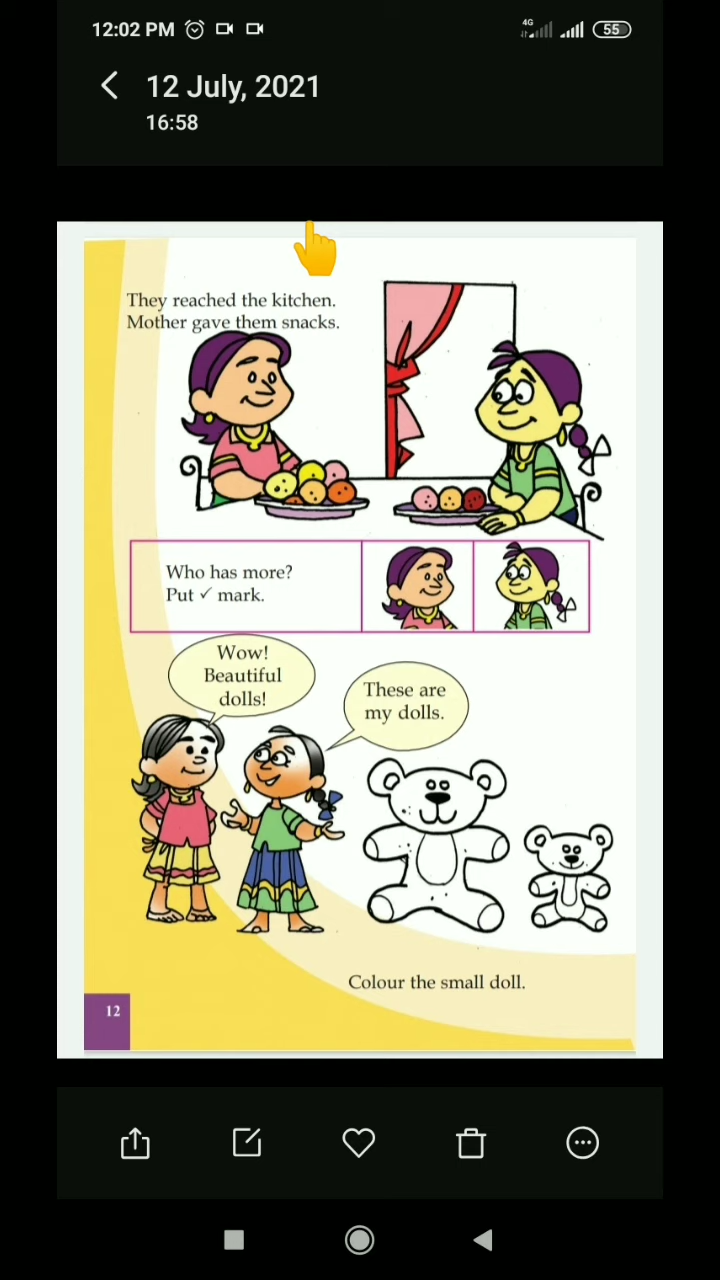 12:02 PM 4G 55
12 July, 2021
16:58
They reached the kitchen.
Mother gave them snacks.
Who has more?
Put ✓ mark.
Wow!
Beautiful
dolls!
These are
my dolls.
Colour the small doll.
12